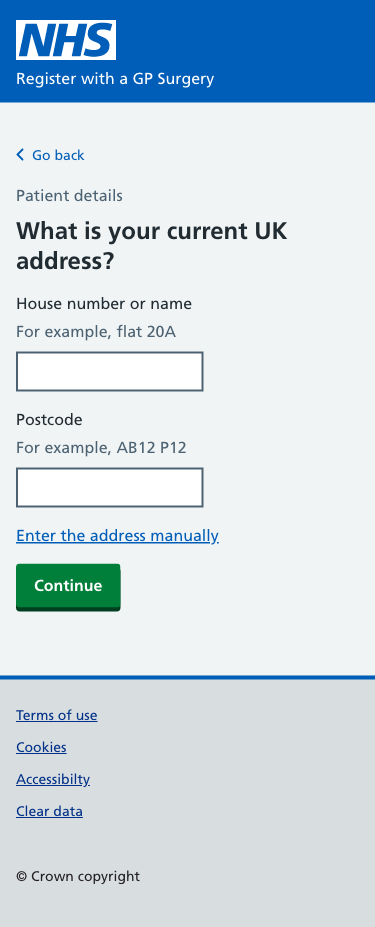 NHS
Register with a GP Surgery
Go back
Patient details
What is your current UK
address?
House number or name
For example, flat 20A
Postcode
For example, AB12 P12
Enter the address manually
Continue
Terms of use
Cookies
Accessibilty
Clear data
© Crown copyright